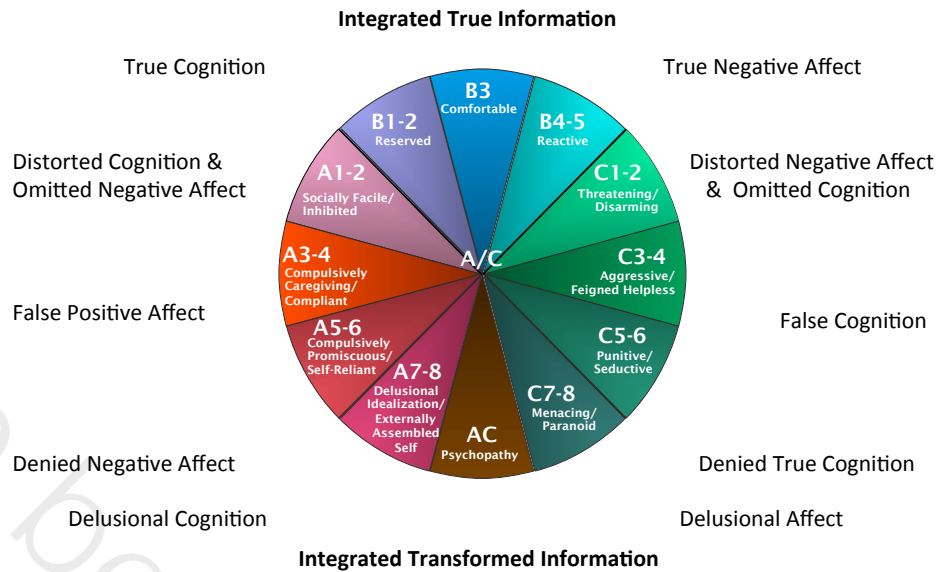 Integrated True Information
True Cognition
True Negative Affect
B3
Comfortable
B1-2
Reserved
B4-5
Reactive
Distorted Cognition &
Omitted Negative Affect
Distorted Negative Affect
& Omitted Cognition
A1-2
Socially Facile/
Inhibited
C1-2
Threatening/
Disarming
A/C
A3-4
Compulsively
Caregiving/
Compliant
C3-4
Aggressive/
Feigned Helpless
False Positive Affect
False Cognition
A5-6
Compulsively
Promiscuous/
Self-Reliant
C5-6
Punitive/
Seductive
A7-8
Delusional
Idealization/
Externally
Assembled
Self
C7-8
Menacing/
Paranoid
AC
Psychopathy
Denied Negative Affect
Denied True Cognition
Delusional Cognition
Delusional Affect
Integrated Transformed Information